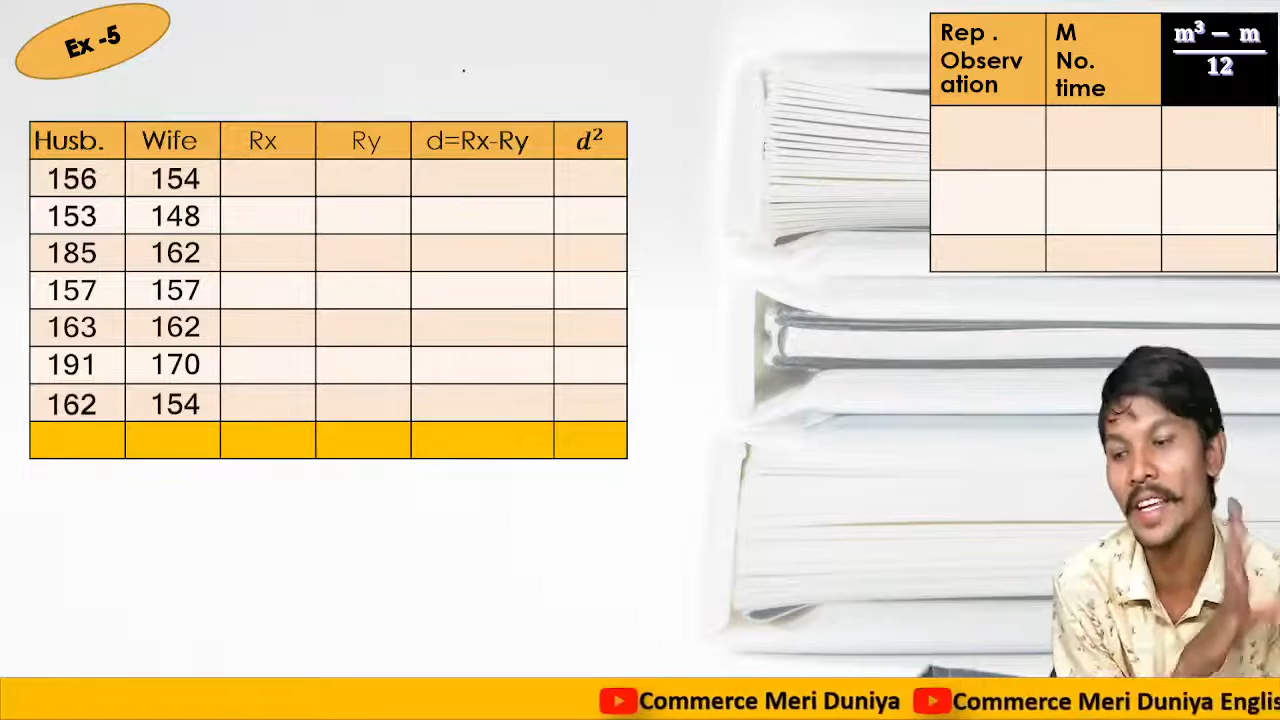 Ex -5
Rep .
Observ
ation
M
No.
time
m³ − m
12
Husb. Wife Rx Ry d=Rx-Ry d²
156 154
153 148
185 162
157 157
163 162
191 170
162 154
Commerce Meri Duniya Commerce Meri Duniya Englis